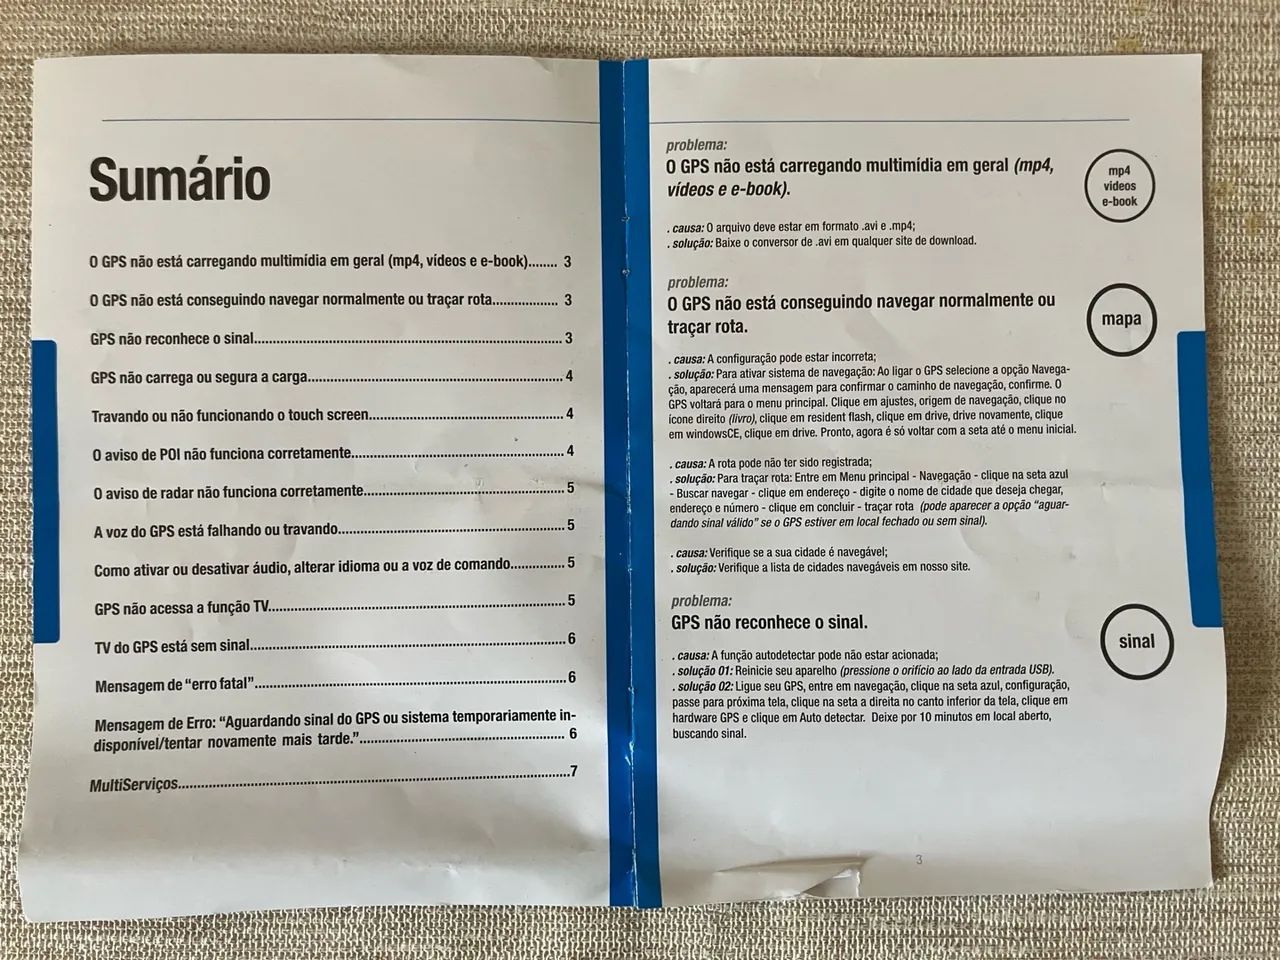 Sumário
O GPS não está carregando multimídia em geral (mp4, vídeos e e-book)........ 3
O GPS não está conseguindo navegar normalmente ou traçar rota.................. 3
GPS não reconhece o sinal.................................................................................. 3
GPS não carrega ou segura a carga.................................................................... 4
Travando ou não funcionando o touch screen.................................................... 4
O aviso de POI não funciona corretamente......................................................... 4
O aviso de radar não funciona corretamente...................................................... 5
A voz do GPS está falhando ou travando............................................................ 5
Como ativar ou desativar áudio, alterar idioma ou a voz de comando............... 5
GPS não acessa a função TV............................................................................... 5
TV do GPS está sem sinal.................................................................................... 6
Mensagem de “erro fatal”.................................................................................. 6
Mensagem de Erro: “Aguardando sinal do GPS ou sistema temporariamente in-
disponível/tentar novamente mais tarde.”....................................................... 6
MultiServiços.......................................................................................................7
problema:
O GPS não está carregando multimídia em geral (mp4,
vídeos e e-book).
mp4
videos
e-book
. causa: O arquivo deve estar em formato .avi e .mp4;
. solução: Baixe o conversor de .avi em qualquer site de download.
problema:
O GPS não está conseguindo navegar normalmente ou
traçar rota.
mapa
. causa: A configuração pode estar incorreta;
. solução: Para ativar sistema de navegação: Ao ligar o GPS selecione a opção Navega-
ção, aparecerá uma mensagem para confirmar o caminho de navegação, confirme. O
GPS voltará para o menu principal. Clique em ajustes, origem de navegação, clique no
ícone direito (livro), clique em resident flash, clique em drive, drive novamente, clique
em windowsCE, clique em drive. Pronto, agora é só voltar com a seta até o menu inicial.
. causa: A rota pode não ter sido registrada;
. solução: Para traçar rota: Entre em Menu principal - Navegação - clique na seta azul
- Buscar navegar - clique em endereço - digite o nome de cidade que deseja chegar,
endereço e número - clique em concluir - traçar rota (pode aparecer a opção “aguar-
dando sinal válido” se o GPS estiver em local fechado ou sem sinal).
. causa: Verifique se a sua cidade é navegável;
. solução: Verifique a lista de cidades navegáveis em nosso site.
problema:
GPS não reconhece o sinal.
sinal
. causa: A função autodetectar pode não estar acionada;
. solução 01: Reinicie seu aparelho (pressione o orifício ao lado da entrada USB).
. solução 02: Ligue seu GPS, entre em navegação, clique na seta azul, configuração,
passe para próxima tela, clique na seta a direita no canto inferior da tela, clique em
hardware GPS e clique em Auto detectar. Deixe por 10 minutos em local aberto,
buscando sinal.
3